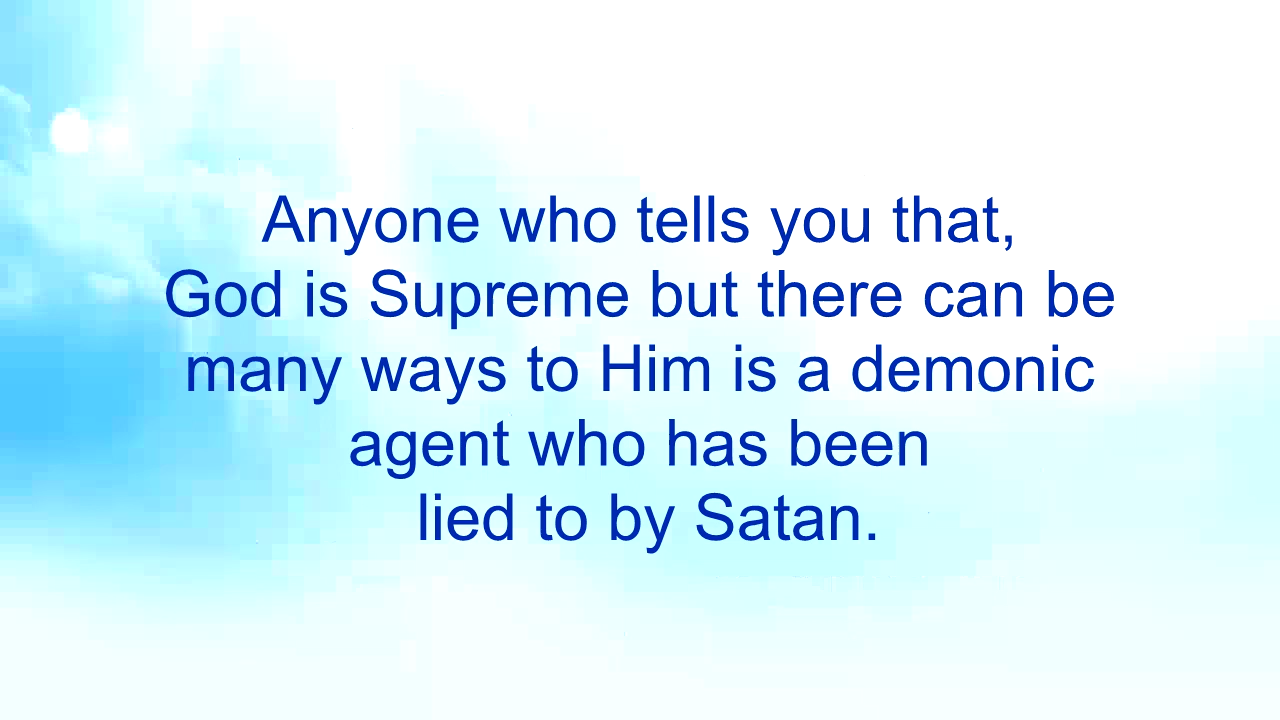 Anyone who tells you that,
God is Supreme but there can be
many ways to Him is a demonic
agent who has been
lied to by Satan.